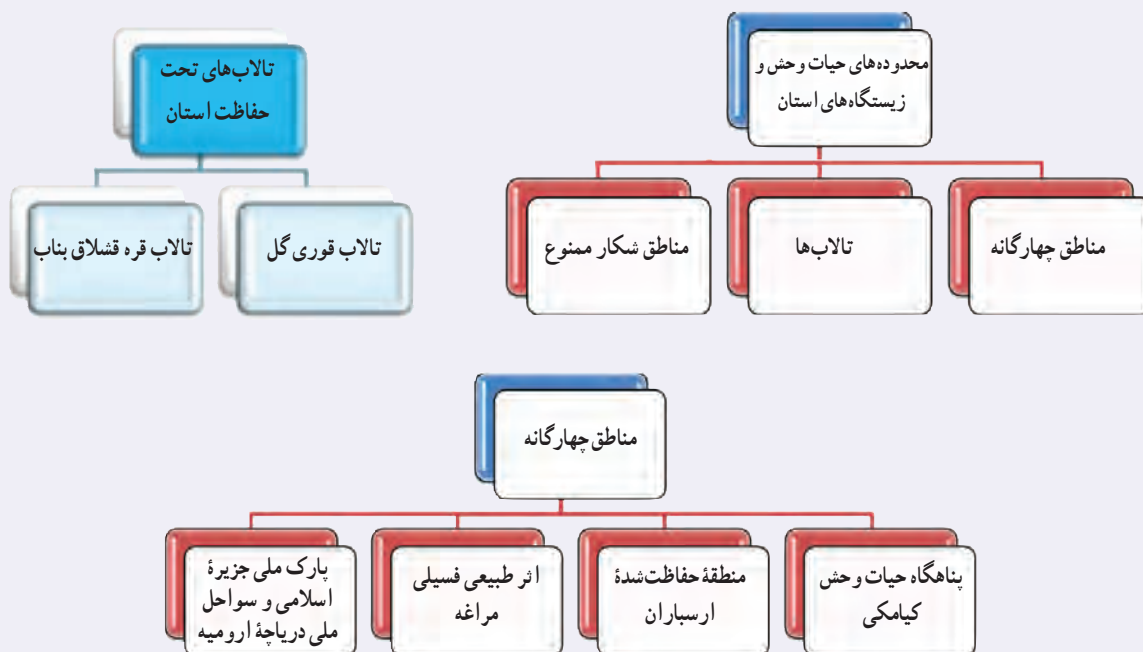 محدوده‌های حیات وحش و
زیستگاه‌های استان
مناطق چهارگانه
تالاب‌ها
مناطق شکار ممنوع
تالاب‌های تحت
حفاظت استان
تالاب قوری گل
تالاب قره قشلاق بناب
مناطق چهارگانه
پناهگاه حیات وحش
کیامکی
منطقهٔ حفاظت‌شدهٔ
ارسباران
اثر طبیعی فسیلی
مراغه
پارک ملی جزیرهٔ
اسلامی و سواحل
ملی دریاچهٔ ارومیه